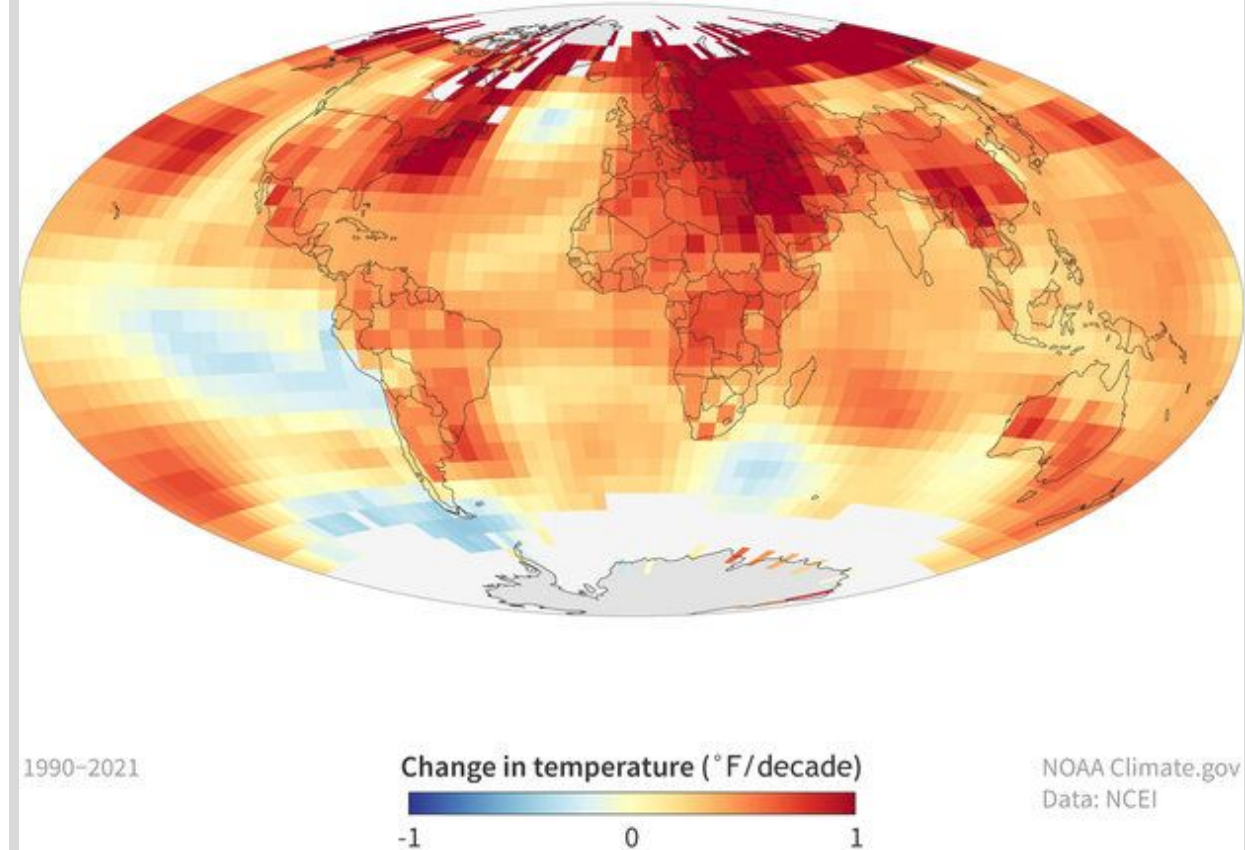 1990–2021
Change in temperature (°F/decade)
-1 0 1
NOAA Climate.gov
Data: NCEI